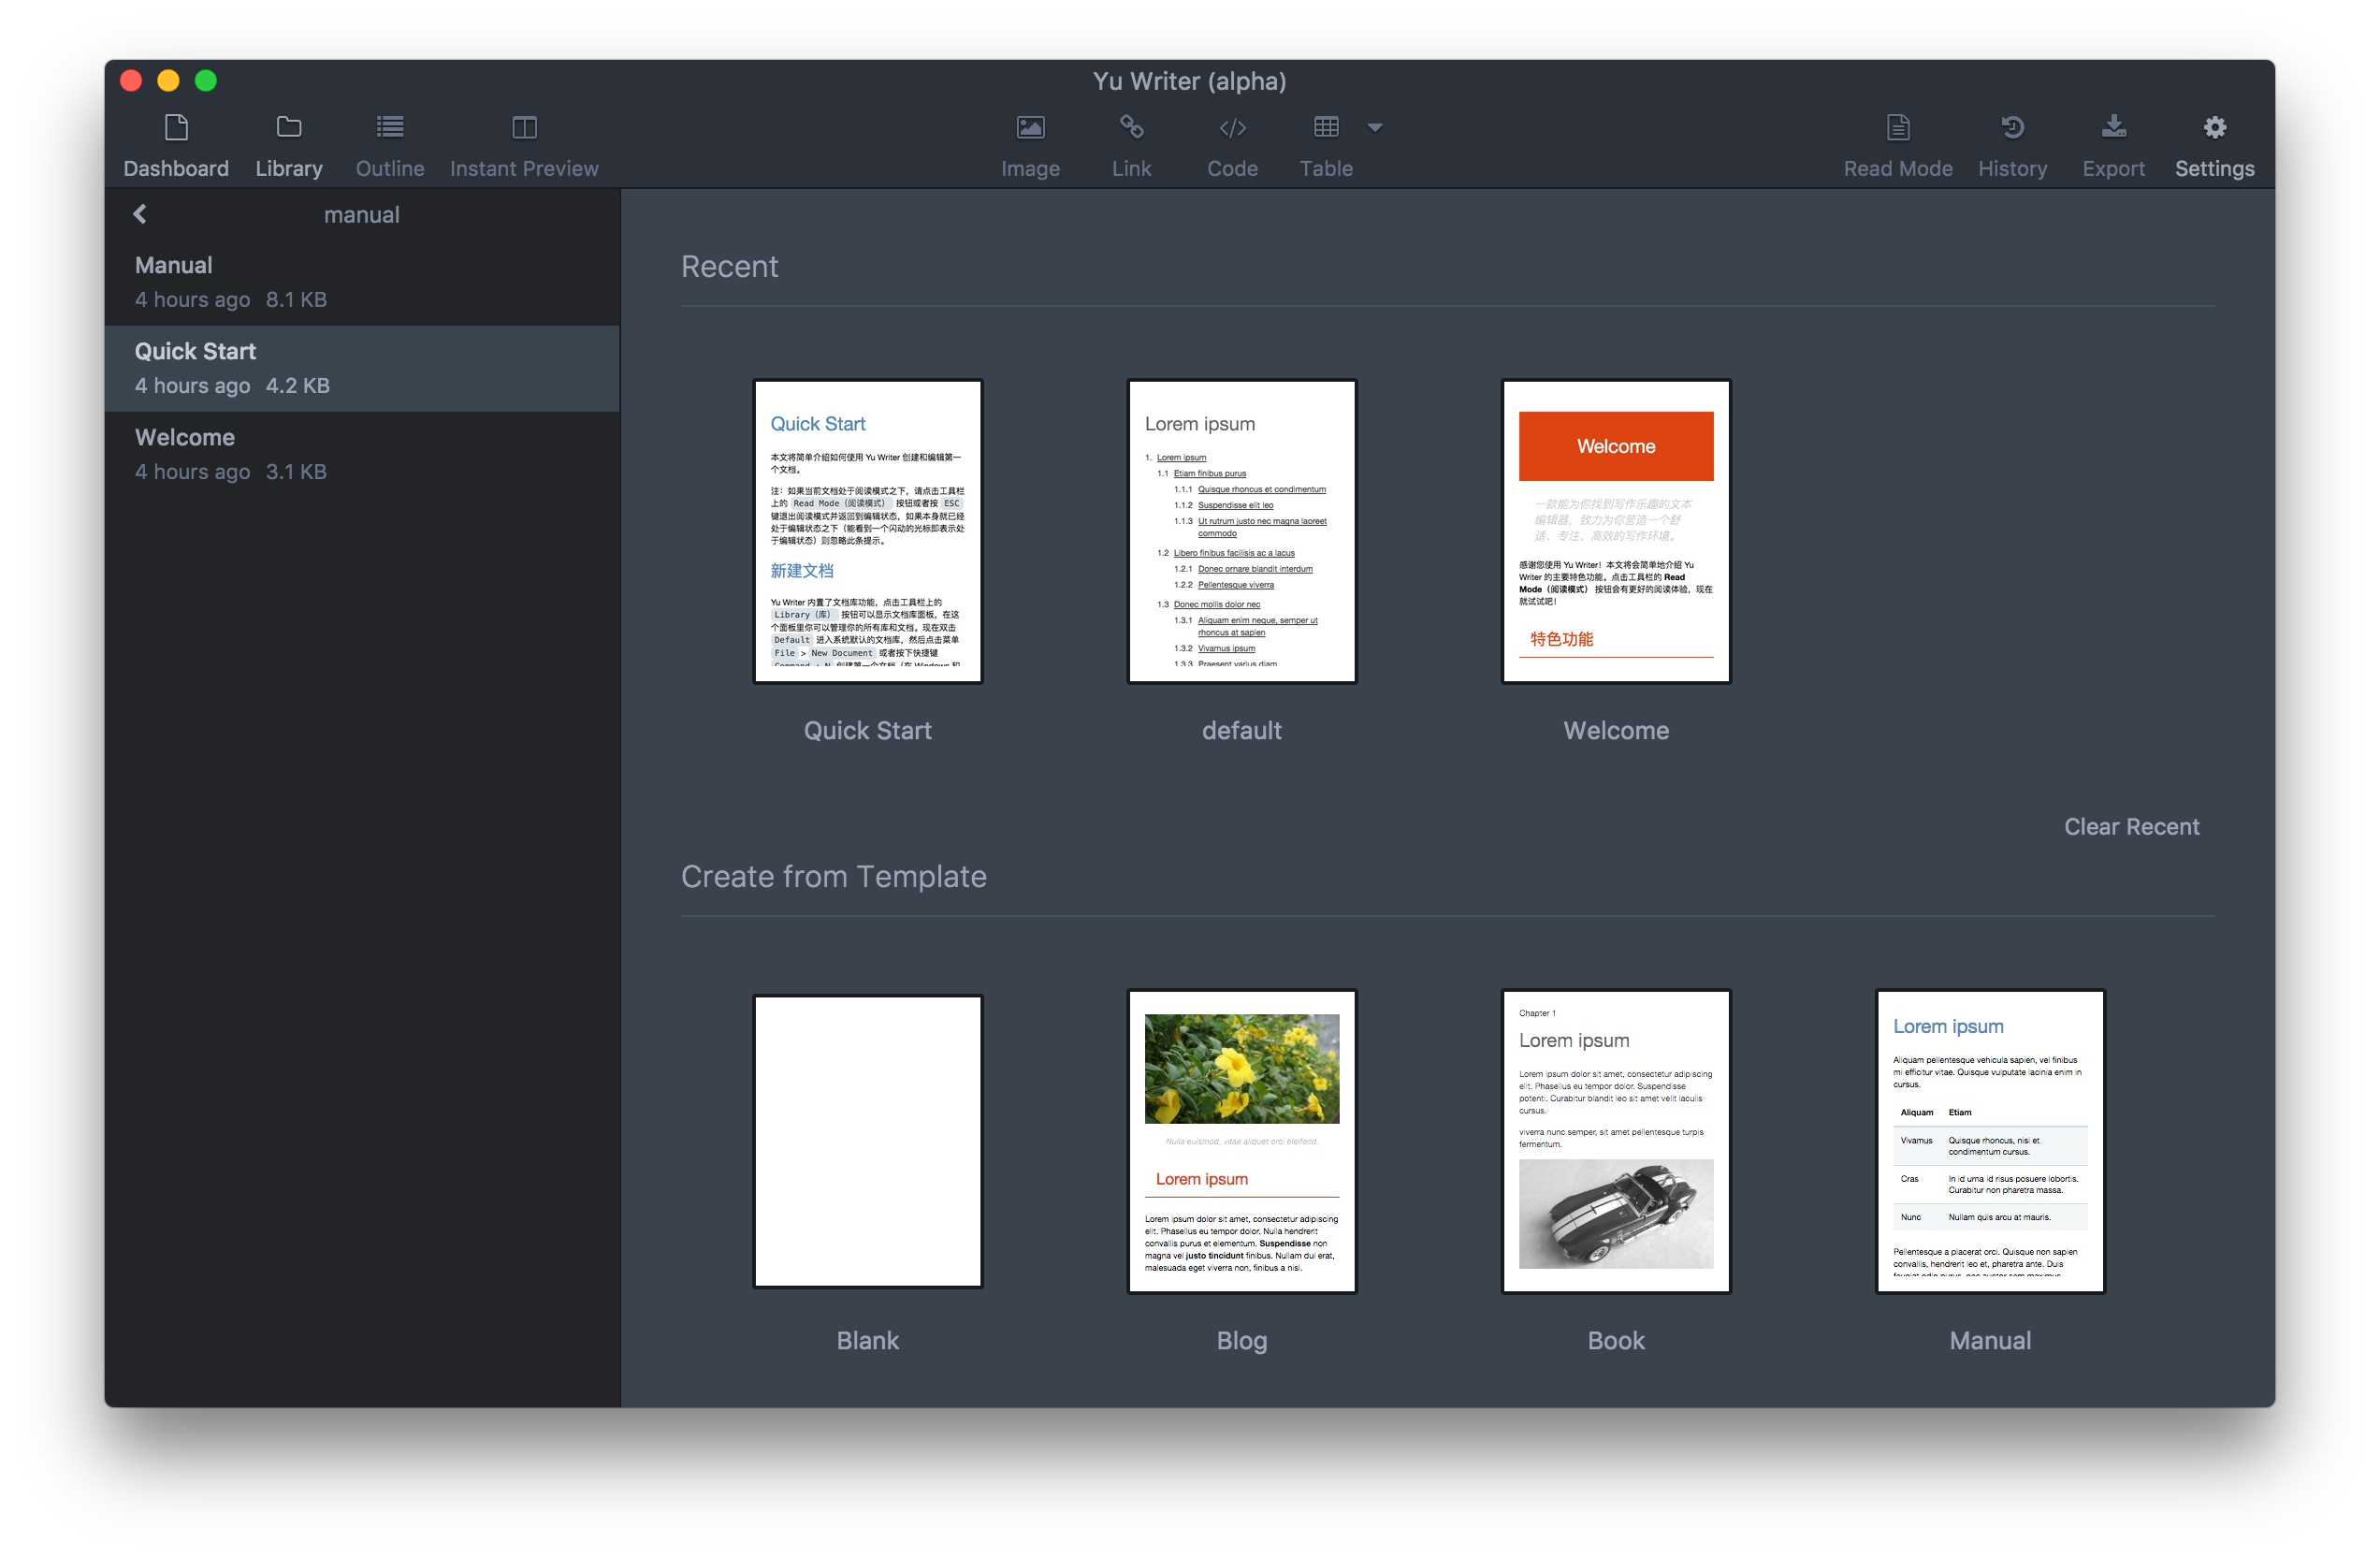 Yu Writer (alpha)
Dashboard Library Outline Instant Preview Image Link Code Table Read Mode History Export Settings
manual
Manual
4 hours ago 8.1 KB
Quick Start
4 hours ago 4.2 KB
Welcome
4 hours ago 3.1 KB
Recent
Quick Start
本文将简单介绍如何使用 Yu Writer 创建和编辑第一
个文档。
注：如果当前文档处于阅读模式之下，请点击工具栏
上的 Read Mode（阅读模式） 按钮或者按 ESC
键退出阅读模式并返回到编辑状态，如果本身就已经
处于编辑状态之下（能看到一个闪动的光标即表示处
于编辑状态）则忽略此条提示。
新建文档
Yu Writer 内置了文档库功能，点击工具栏上的
Library（库） 按钮可以显示文档库面板，在这
个面板里你可以管理你的所有库和文档。现在双击
Default 进入系统默认的文档库，然后点击菜单
File > New Document 或者按下快捷键
Command + N 创建第一个文档（在 Windows 和
Quick Start
Lorem ipsum
1. Lorem ipsum
1.1 Etiam finibus purus
1.1.1 Quisque rhoncus et condimentum
1.1.2 Suspendisse elit leo
1.1.3 Ut rutrum justo nec magna laoreet
commodo
1.2 Libero finibus facilisis ac a lacus
1.2.1 Donec ornare blandit interdum
1.2.2 Pellentesque viverra
1.3 Donec mollis dolor nec
1.3.1 Aliquam enim neque, semper ut
rhoncus at sapien
1.3.2 Vivamus ipsum
1.3.3 Praesent varius diam
default
Welcome
一款能为你找到写作乐趣的文本
编辑器，致力为你营造一个舒
适、专注、高效的写作环境。
感谢您使用 Yu Writer！本文将会简单地介绍 Yu
Writer 的主要特色功能。点击工具栏的 Read
Mode（阅读模式） 按钮会有更好的阅读体验，现在
就试试吧！
特色功能
Welcome
Clear Recent
Create from Template
Blank
Nulla euismod, vitae aliquet orci eleifend.
Lorem ipsum
Lorem ipsum dolor sit amet, consectetur adipiscing
elit. Phasellus eu tempor dolor. Nulla hendrerit
convallis purus et elementum. Suspendisse non
magna vel justo tincidunt finibus. Nullam dui erat,
malesuada eget viverra non, finibus a nisi.
Blog
Chapter 1
Lorem ipsum
Lorem ipsum dolor sit amet, consectetur adipiscing
elit. Phasellus eu tempor dolor. Suspendisse
potenti. Curabitur blandit leo sit amet velit iaculis
cursus.
viverra nunc semper, sit amet pellentesque turpis
fermentum.
Book
Lorem ipsum
Aliquam pellentesque vehicula sapien, vel finibus
mi efficitur vitae. Quisque vulputate lacinia enim in
cursus.
Aliquam Etiam
Vivamus Quisque rhoncus, nisi et
condimentum cursus.
Cras In id urna id risus posuere lobortis.
Curabitur non pharetra massa.
Nunc Nullam quis arcu at mauris.
Pellentesque a placerat orci. Quisque non sapien
convallis, hendrerit leo et, pharetra ante. Duis
Manual